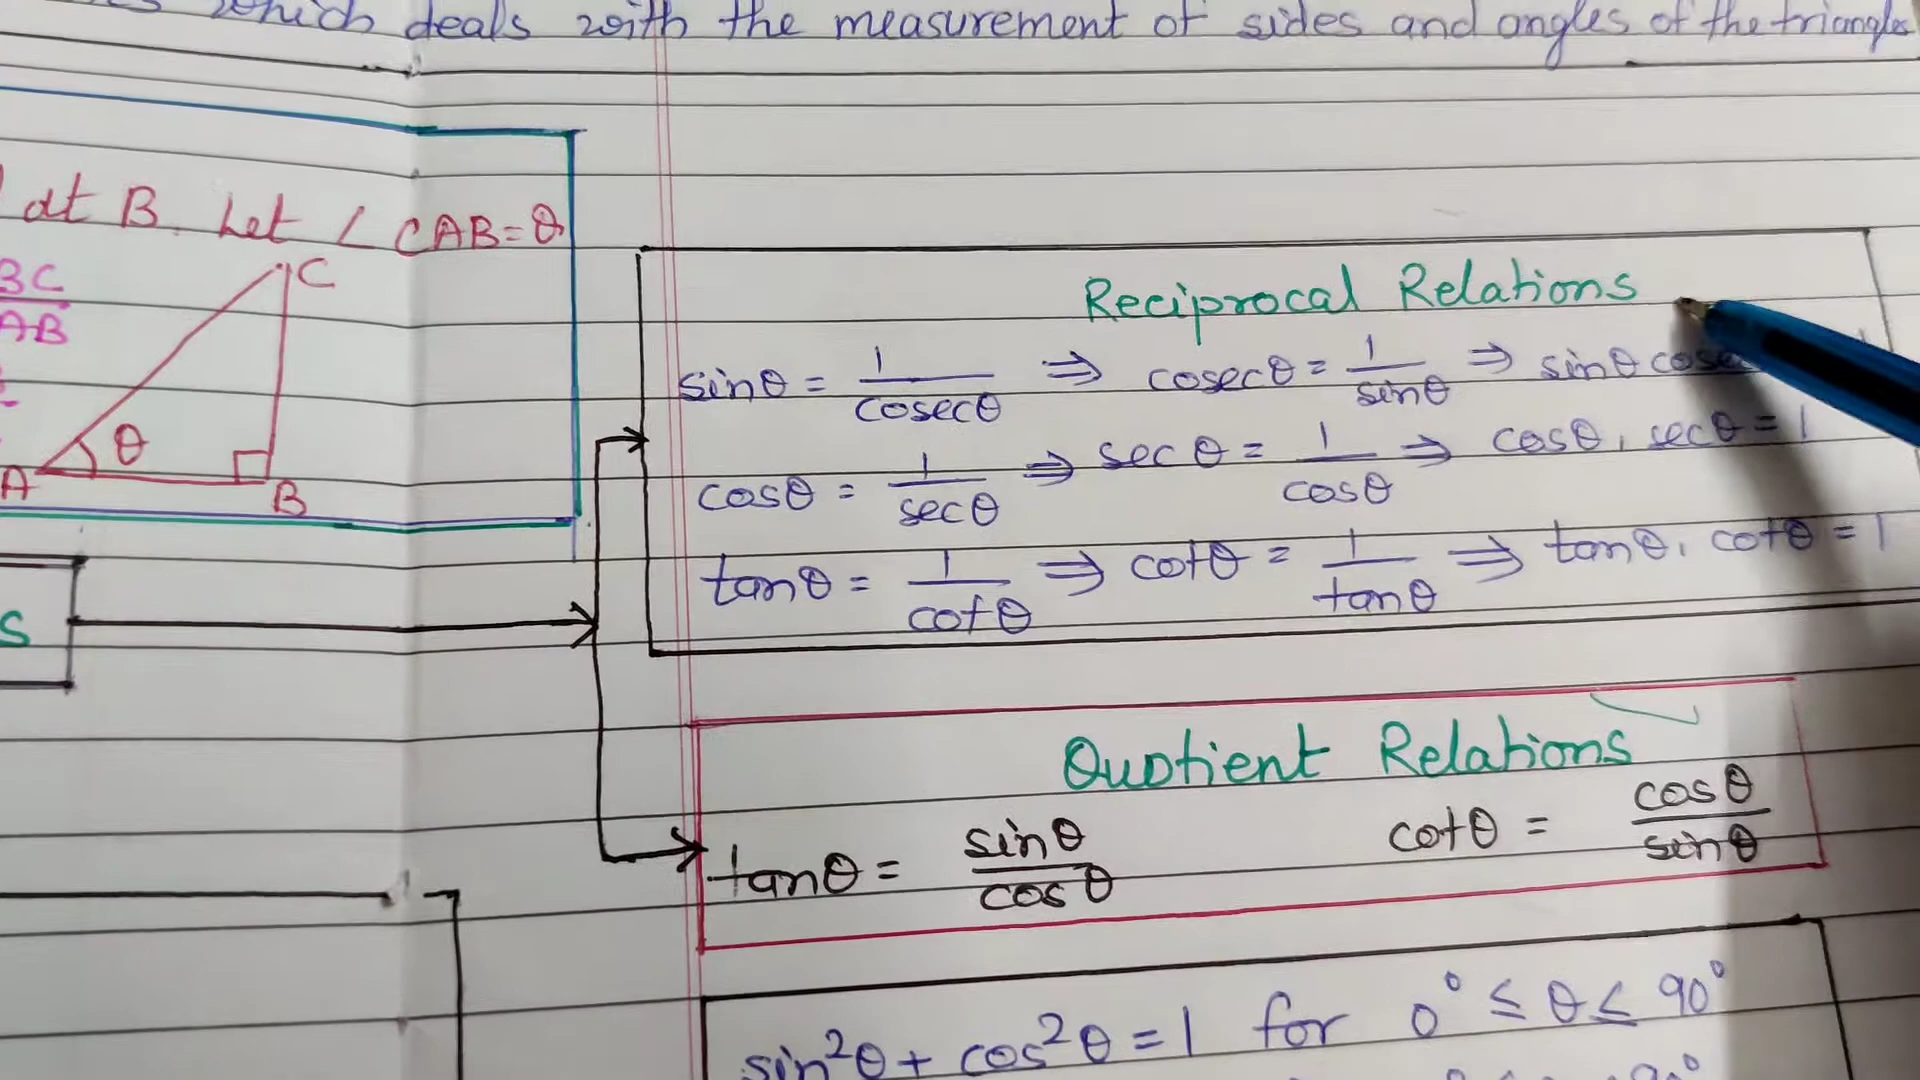 which deals with the measurement of sides and angles of the triangles
at B. Let ∠CAB=θ
BC
AB
C
θ
A
B
S
Reciprocal Relations
sinθ = 1/cosecθ ⇒ cosecθ = 1/sinθ ⇒ sinθ
cosθ = 1/secθ ⇒ secθ = 1/cosθ ⇒ cosθ. secθ = 1
tanθ = 1/cotθ ⇒ cotθ = 1/tanθ ⇒ tanθ. cotθ = 1
Quotient Relations
tanθ = sinθ/cosθ cotθ = cosθ/sinθ
sin²θ + cos²θ = 1 for 0° ≤ θ ≤ 90°